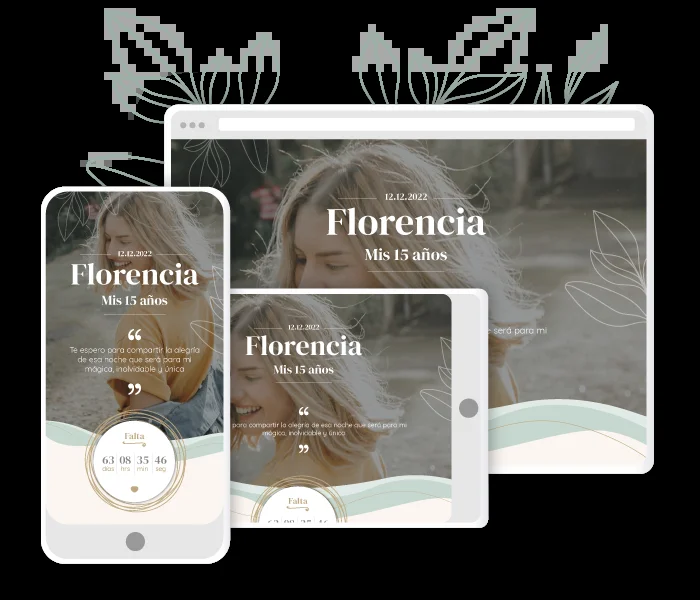 12.12.2022
Florencia
Mis 15 años
e será para mi
12.12.2022
Florencia
Mis 15 años
“
Te espero para compartir la alegría
de esa noche que será para mi
mágica, inolvidable y única
”
Falta
63 08 35 46
días hrs min seg
12.12.2022
Florencia
Mis 15 años
“
para compartir la alegría de esa noche que será para mi
mágica, inolvidable y única
”
Falta